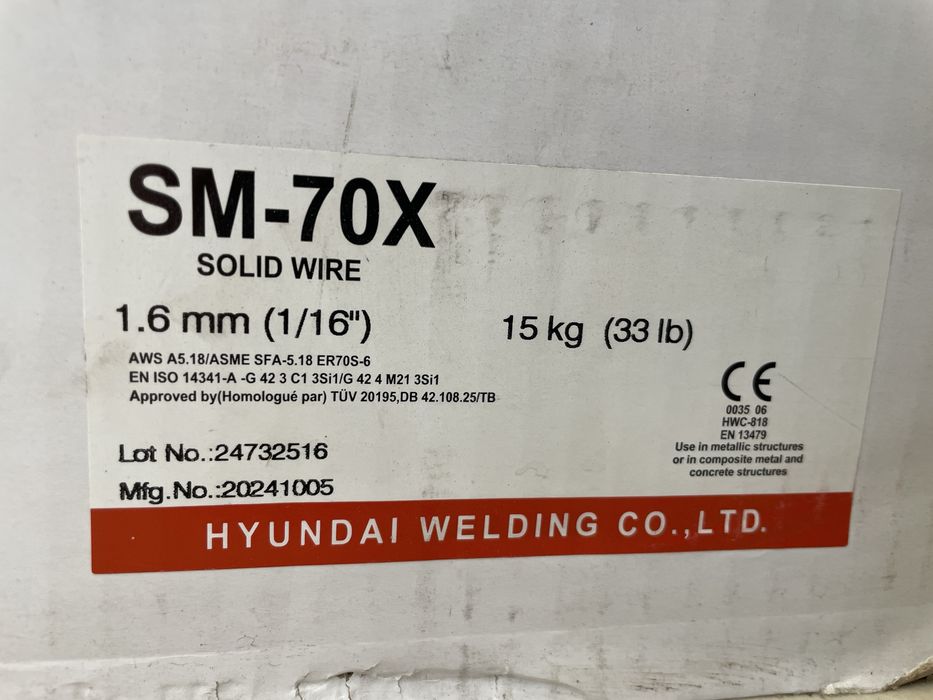 SM-70X
SOLID WIRE
1.6 mm (1/16") 15 kg (33 lb)
AWS A5.18/ASME SFA-5.18 ER70S-6
EN ISO 14341-A -G 42 3 C1 3Si1/G 42 4 M21 3Si1
Approved by(Homologué par) TÜV 20195,DB 42.108.25/TB
CE
0035 06
HWC-818
EN 13479
Use in metallic structures
or in composite metal and
concrete structures
Lot No.:24732516
Mfg.No.:20241005
HYUNDAI WELDING CO.,LTD.